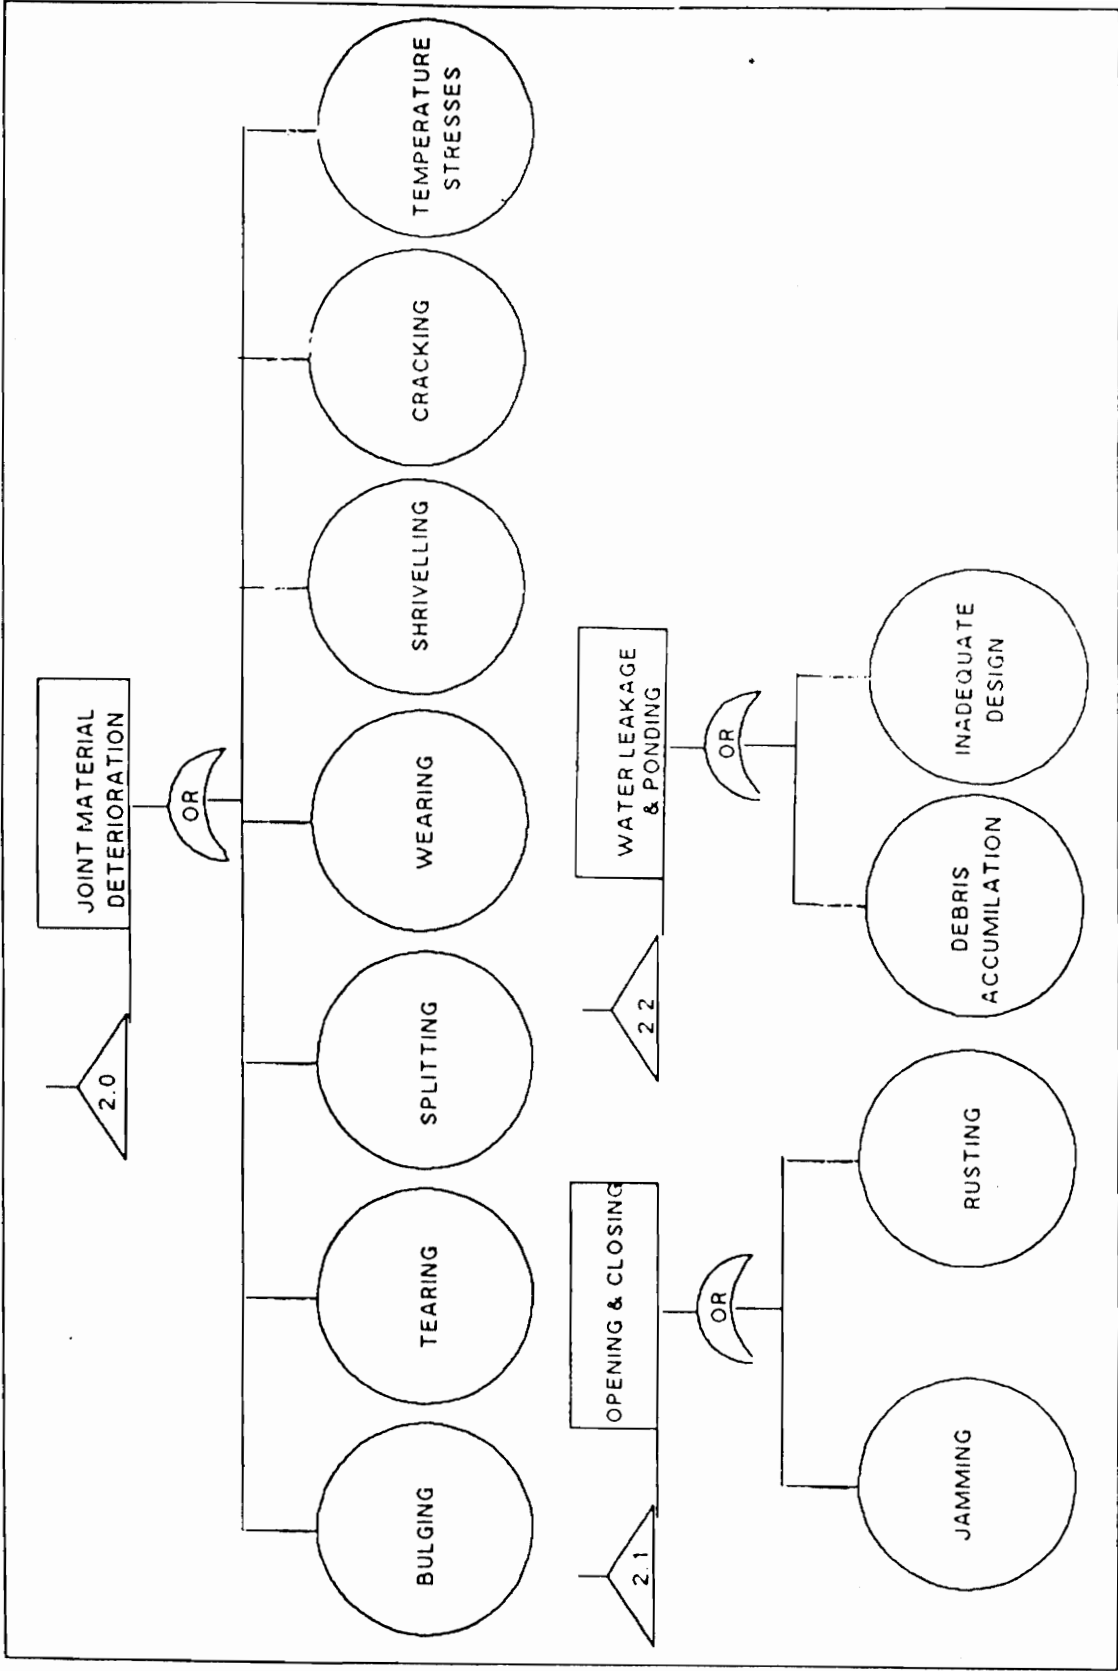 2.0
JOINT MATERIAL
DETERIORATION
OR
BULGING
TEARING
SPLITTING
WEARING
SHRIVELLING
CRACKING
TEMPERATURE
STRESSES
2.1
OPENING & CLOSING
OR
JAMMING
RUSTING
2.2
WATER LEAKAGE
& PONDING
OR
DEBRIS
ACCUMILATION
INADEQUATE
DESIGN